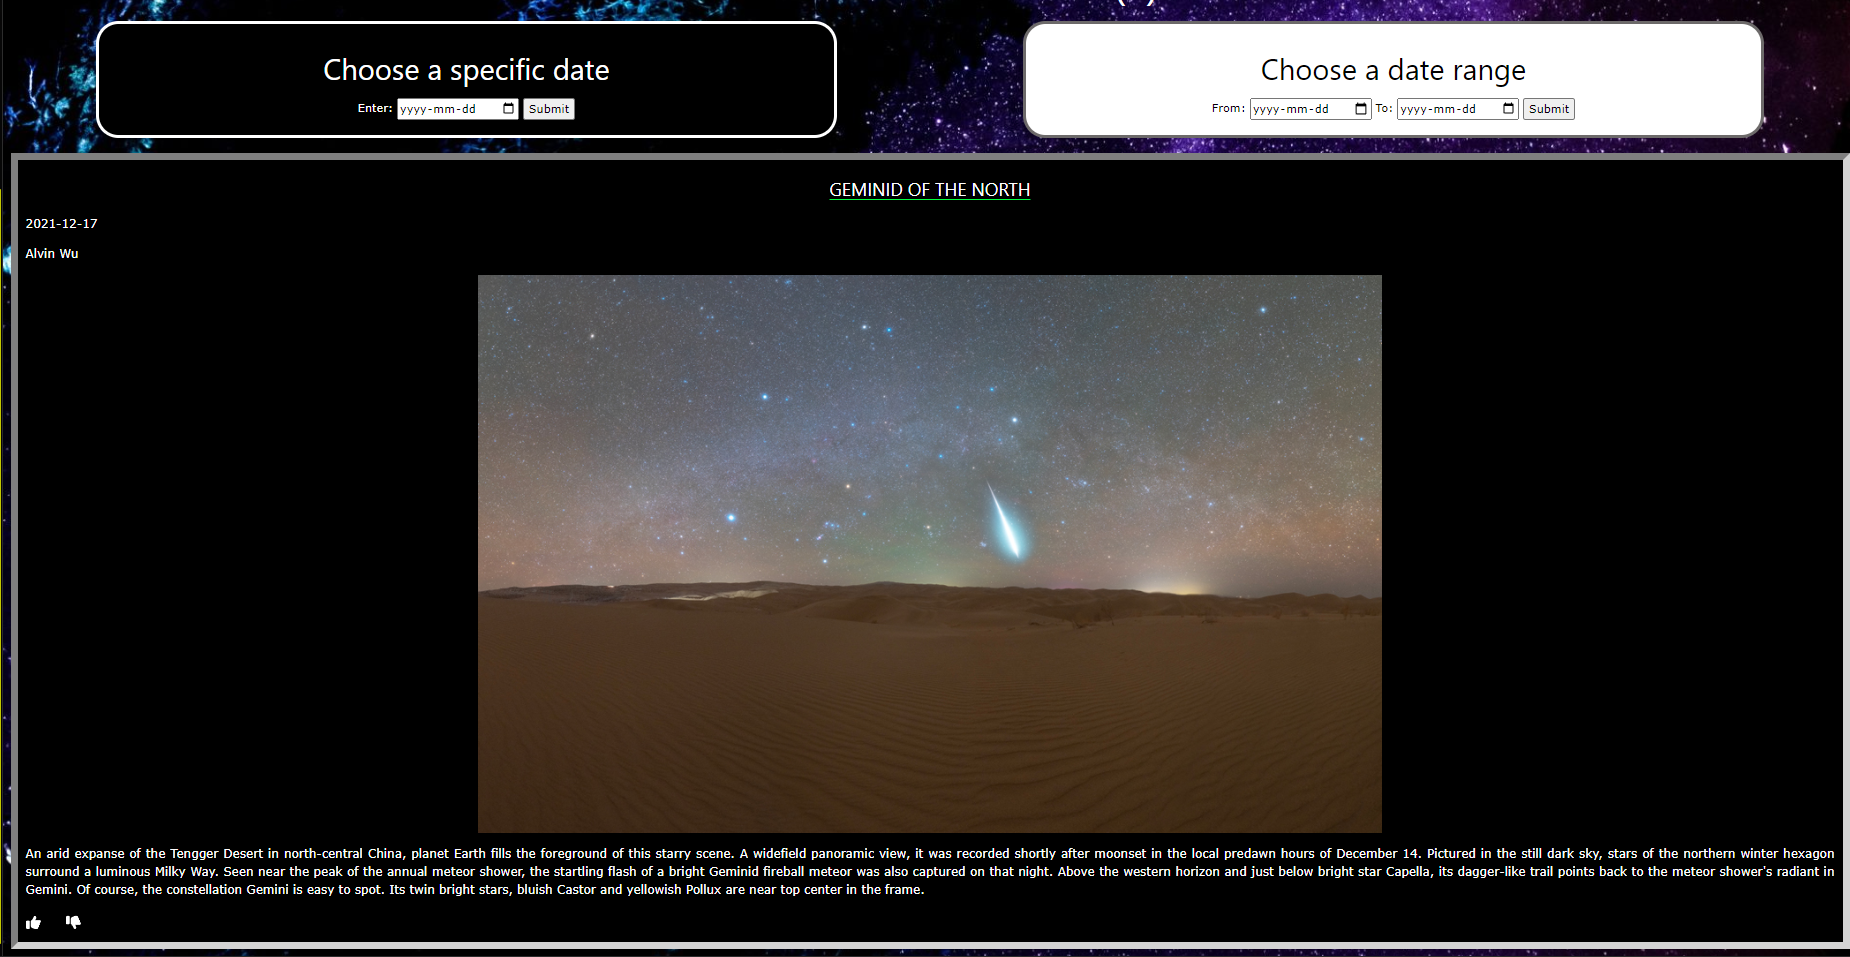 Choose a specific date
Enter: yyyy-mm-dd Submit
Choose a date range
From: yyyy-mm-dd To: yyyy-mm-dd Submit
GEMINID OF THE NORTH
2021-12-17
Alvin Wu
An arid expanse of the Tengger Desert in north-central China, planet Earth fills the foreground of this starry scene. A widefield panoramic view, it was recorded shortly after moonset in the local predawn hours of December 14. Pictured in the still dark sky, stars of the northern winter hexagon
surround a luminous Milky Way. Seen near the peak of the annual meteor shower, the startling flash of a bright Geminid fireball meteor was also captured on that night. Above the western horizon and just below bright star Capella, its dagger-like trail points back to the meteor shower's radiant in
Gemini. Of course, the constellation Gemini is easy to spot. Its twin bright stars, bluish Castor and yellowish Pollux are near top center in the frame.